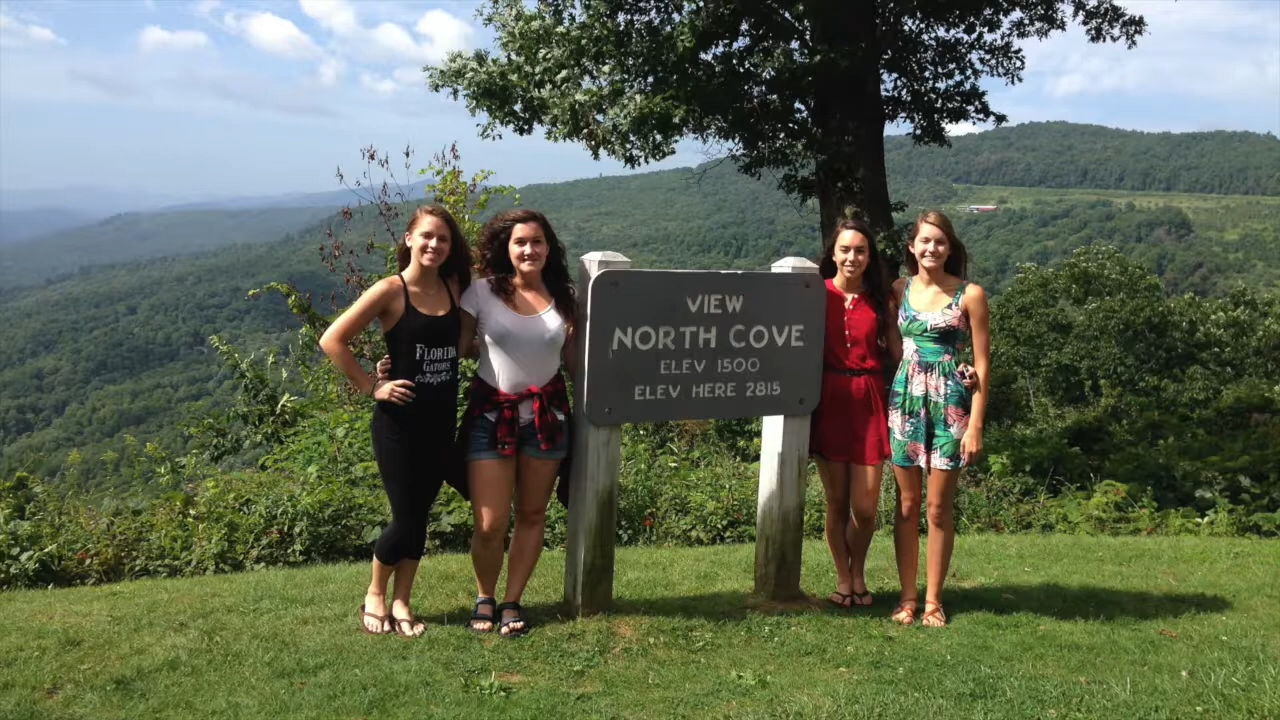 VIEW
NORTH COVE
ELEV 1500
ELEV HERE 2815
FLORIDA
GATORS